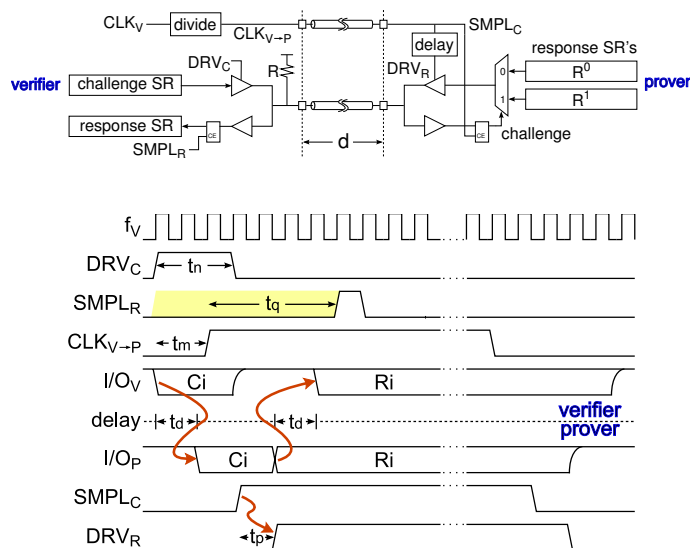 CLKV
divide
CLKV→P
SMPLC
delay
response SR's
verifier
DRVC
R
DRVR
0
R0
prover
challenge SR
1
R1
response SR
CE
CE
challenge
SMPLR
d
fV
DRVC
tn
SMPLR
tq
CLKV→P
tm
I/OV
Ci
Ri
delay
td
td
verifier
prover
I/OP
Ci
Ri
SMPLC
DRVR
tp